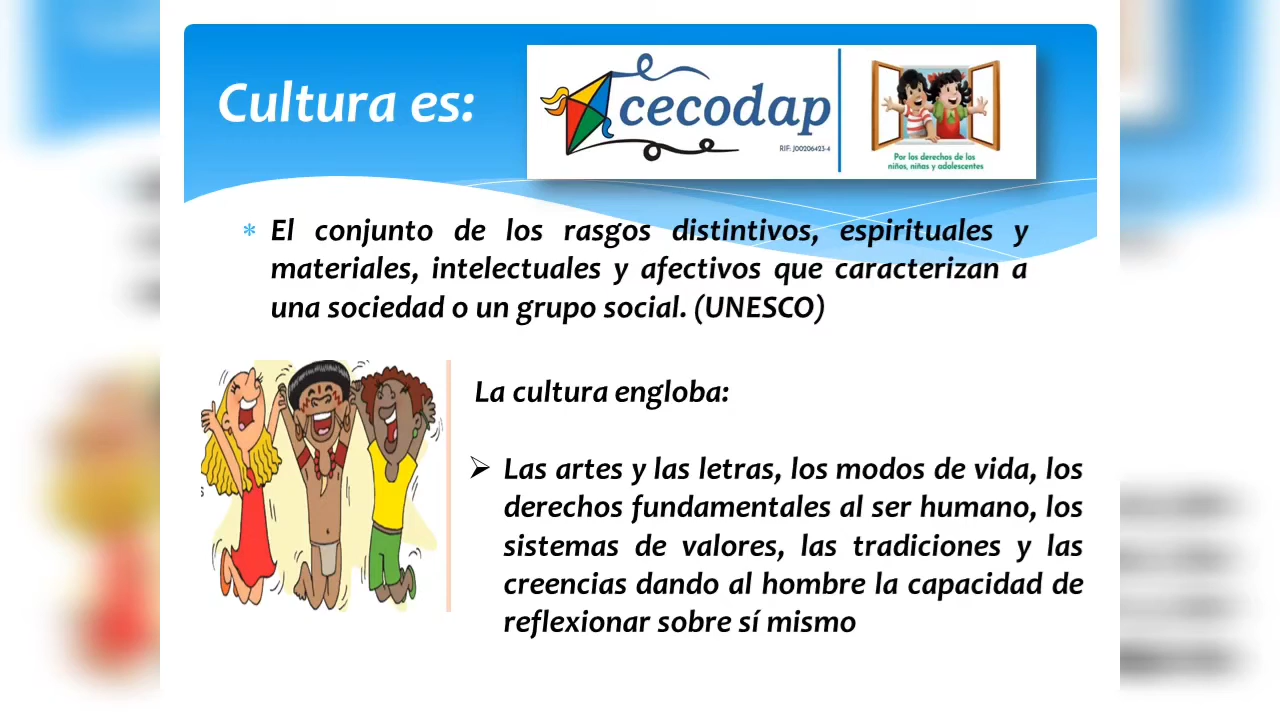 Cultura es:
cecodap
RIF: J00206423-4
Por los derechos de los
niños, niñas y adolescentes
* El conjunto de los rasgos distintivos, espirituales y
materiales, intelectuales y afectivos que caracterizan a
una sociedad o un grupo social. (UNESCO)
La cultura engloba:
➢ Las artes y las letras, los modos de vida, los
derechos fundamentales al ser humano, los
sistemas de valores, las tradiciones y las
creencias dando al hombre la capacidad de
reflexionar sobre sí mismo